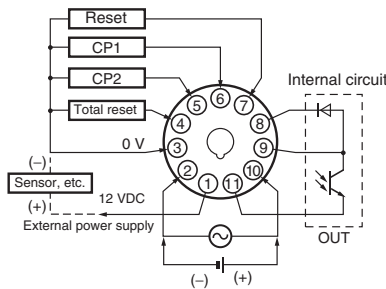 Reset
CP1
CP2
Total reset
0 V
(−)
Sensor, etc.
(+)
12 VDC
External power supply
6
5
7
4
8
3
9
2
10
1
11
Internal circuit
OUT
(−)
(+)